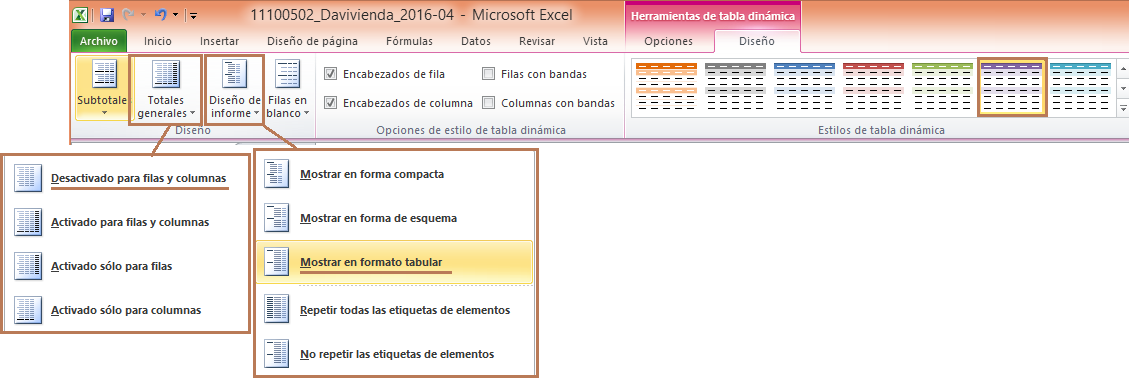 11100502_Davivienda_2016-04 - Microsoft Excel
Herramientas de tabla dinámica
Archivo Inicio Insertar Diseño de página Fórmulas Datos Revisar Vista Opciones Diseño
Subtotales
Totales generales
Diseño de informe
Filas en blanco
Encabezados de fila
Filas con bandas
Encabezados de columna
Columnas con bandas
Diseño
Opciones de estilo de tabla dinámica
Estilos de tabla dinámica
Desactivado para filas y columnas
Activado para filas y columnas
Activado sólo para filas
Activado sólo para columnas
Mostrar en forma compacta
Mostrar en forma de esquema
Mostrar en formato tabular
Repetir todas las etiquetas de elementos
No repetir las etiquetas de elementos